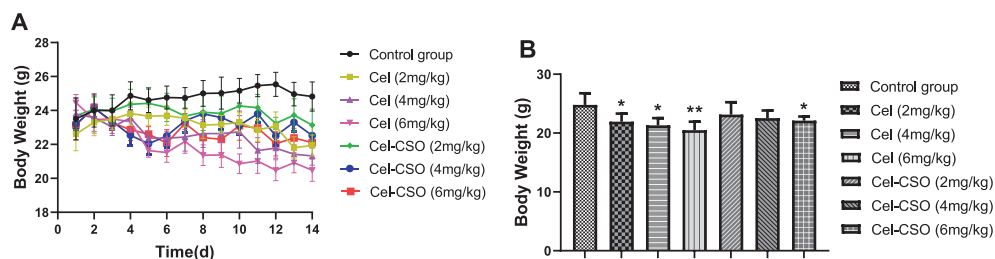 A
Body Weight (g)
28
26
24
22
20
18
0
2
4
6
8
10
12
14
Time(d)
Control group
Cel (2mg/kg)
Cel (4mg/kg)
Cel (6mg/kg)
Cel-CSO (2mg/kg)
Cel-CSO (4mg/kg)
Cel-CSO (6mg/kg)
B
Body Weight (g)
30
20
10
0
*
*
**
*
Control group
Cel (2mg/kg)
Cel (4mg/kg)
Cel (6mg/kg)
Cel-CSO (2mg/kg)
Cel-CSO (4mg/kg)
Cel-CSO (6mg/kg)